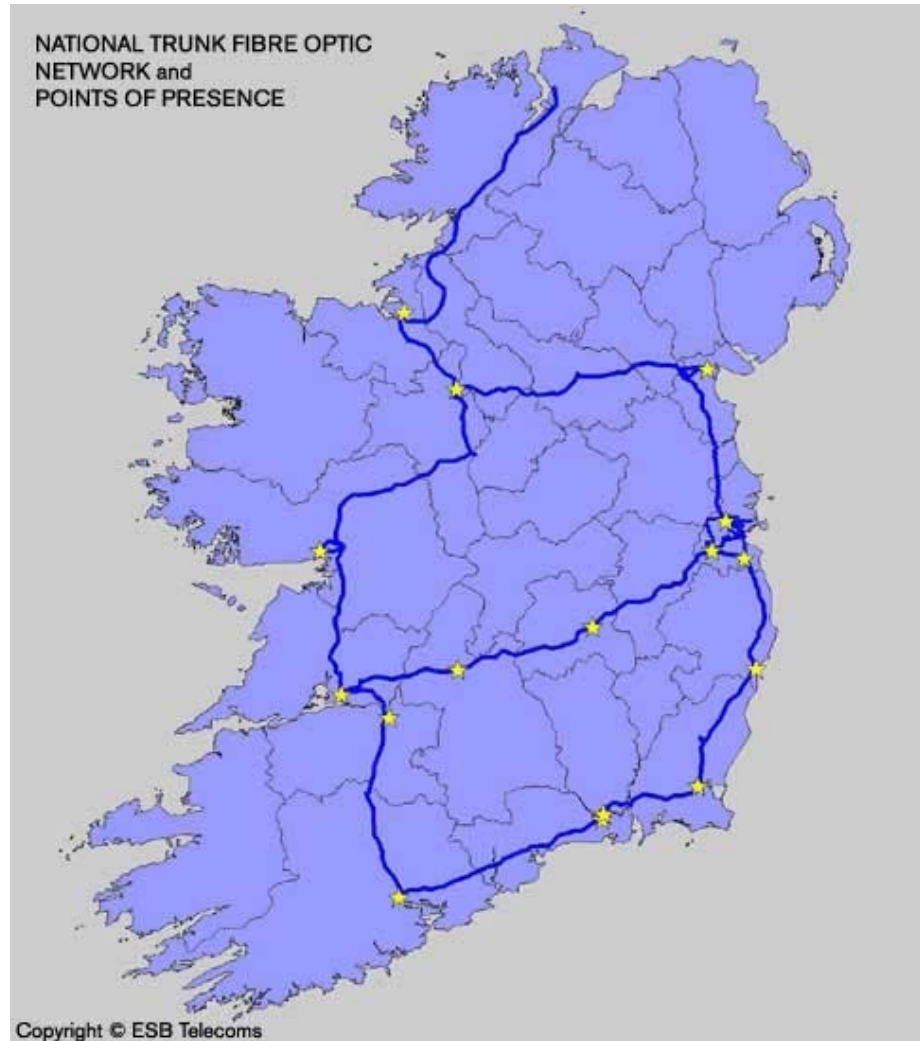 NATIONAL TRUNK FIBRE OPTIC
NETWORK and
POINTS OF PRESENCE
Copyright © ESB Telecoms